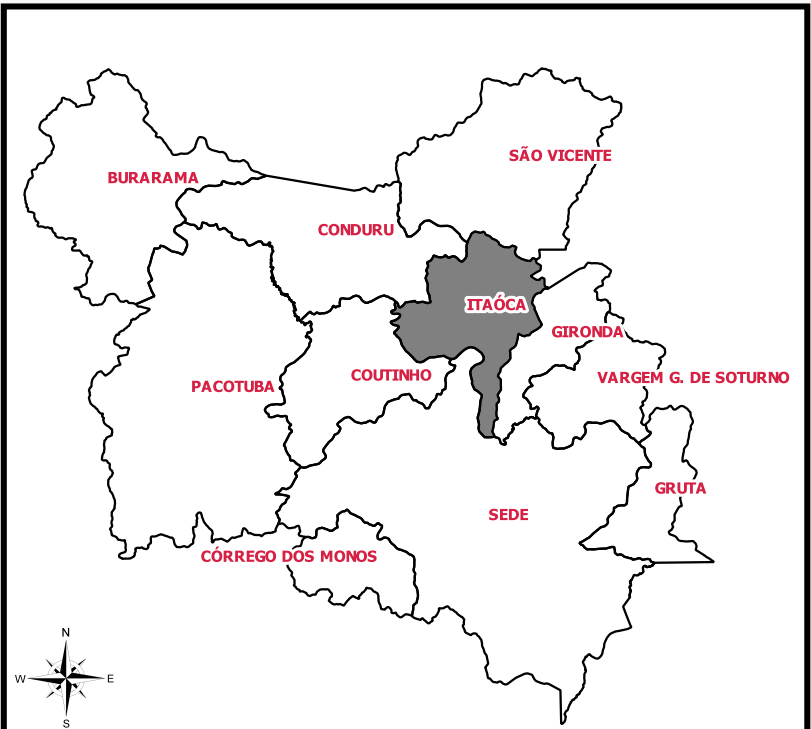 SÃO VICENTE
BURARAMA
CONDURU
ITAÓCA
GIRONDA
COUTINHO
VARGEM G. DE SOTURNO
PACOTUBA
GRUTA
SEDE
CÓRREGO DOS MONOS
N
W E
S